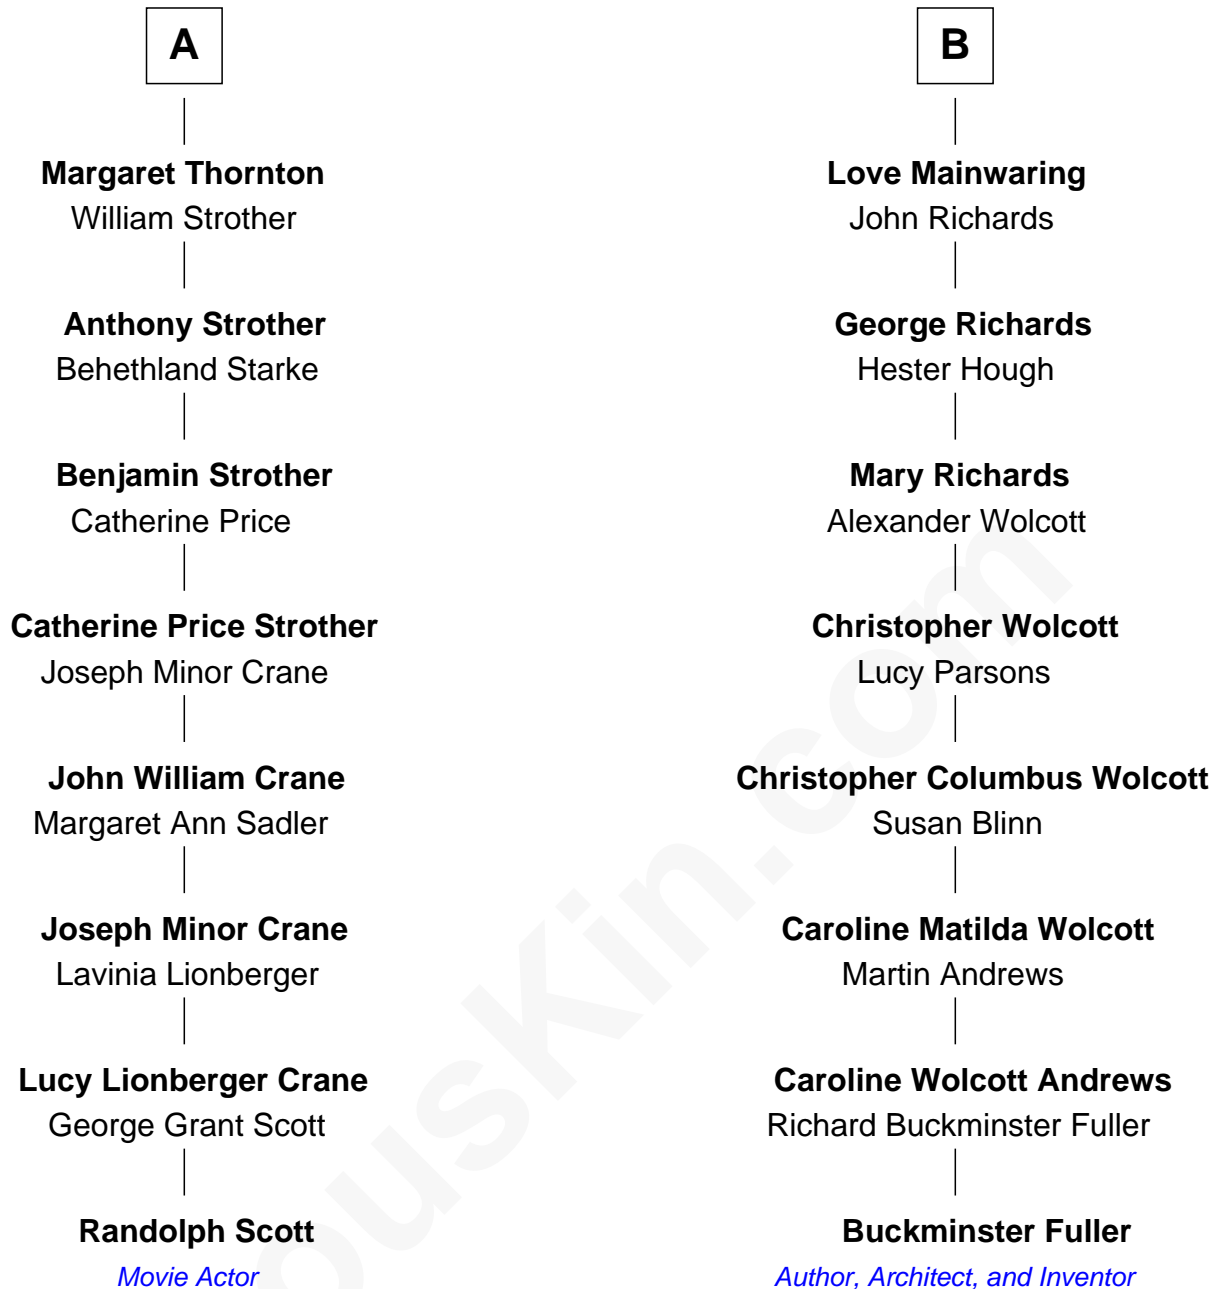 A
Margaret Thornton
William Strother
Anthony Strother
Behethland Starke
Benjamin Strother
Catherine Price
Catherine Price Strother
Joseph Minor Crane
John William Crane
Margaret Ann Sadler
Joseph Minor Crane
Lavinia Lionberger
Lucy Lionberger Crane
George Grant Scott
Randolph Scott
Movie Actor
B
Love Mainwaring
John Richards
George Richards
Hester Hough
Mary Richards
Alexander Wolcott
Christopher Wolcott
Lucy Parsons
Christopher Columbus Wolcott
Susan Blinn
Caroline Matilda Wolcott
Martin Andrews
Caroline Wolcott Andrews
Richard Buckminster Fuller
Buckminster Fuller
Author, Architect, and Inventor
ousKin.com